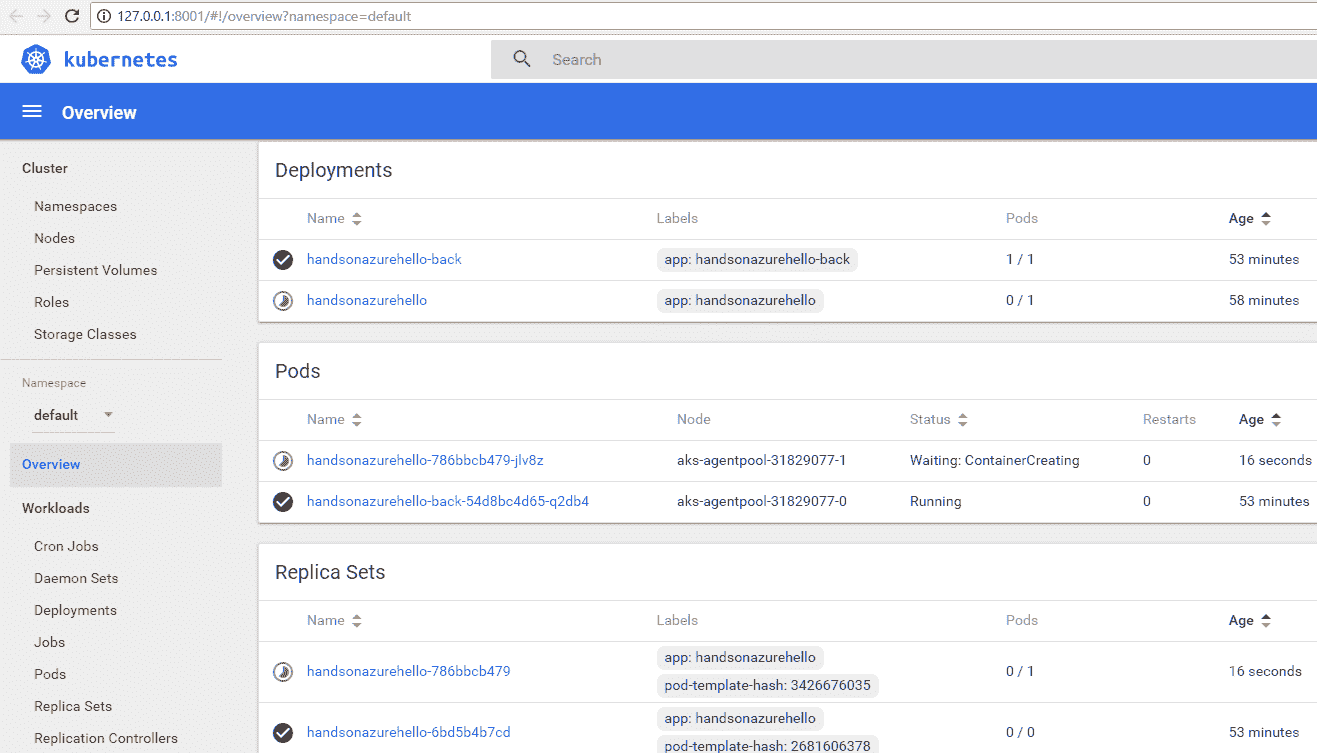 127.0.0.1:8001/#!/overview?namespace=default
kubernetes
Search
Overview
Cluster
Namespaces
Nodes
Persistent Volumes
Roles
Storage Classes
Namespace
default
Overview
Workloads
Cron Jobs
Daemon Sets
Deployments
Jobs
Pods
Replica Sets
Replication Controllers
Deployments
Name Labels Pods Age
handsonazurehello-back app: handsonazurehello-back 1 / 1 53 minutes
handsonazurehello app: handsonazurehello 0 / 1 58 minutes
Pods
Name Node Status Restarts Age
handsonazurehello-786bbcb479-jlv8z aks-agentpool-31829077-1 Waiting: ContainerCreating 0 16 seconds
handsonazurehello-back-54d8bc4d65-q2db4 aks-agentpool-31829077-0 Running 0 53 minutes
Replica Sets
Name Labels Pods Age
handsonazurehello-786bbcb479 app: handsonazurehello 0 / 1 16 seconds
pod-template-hash: 3426676035
handsonazurehello-6bd5b4b7cd app: handsonazurehello 0 / 0 53 minutes
pod-template-hash: 2681606378